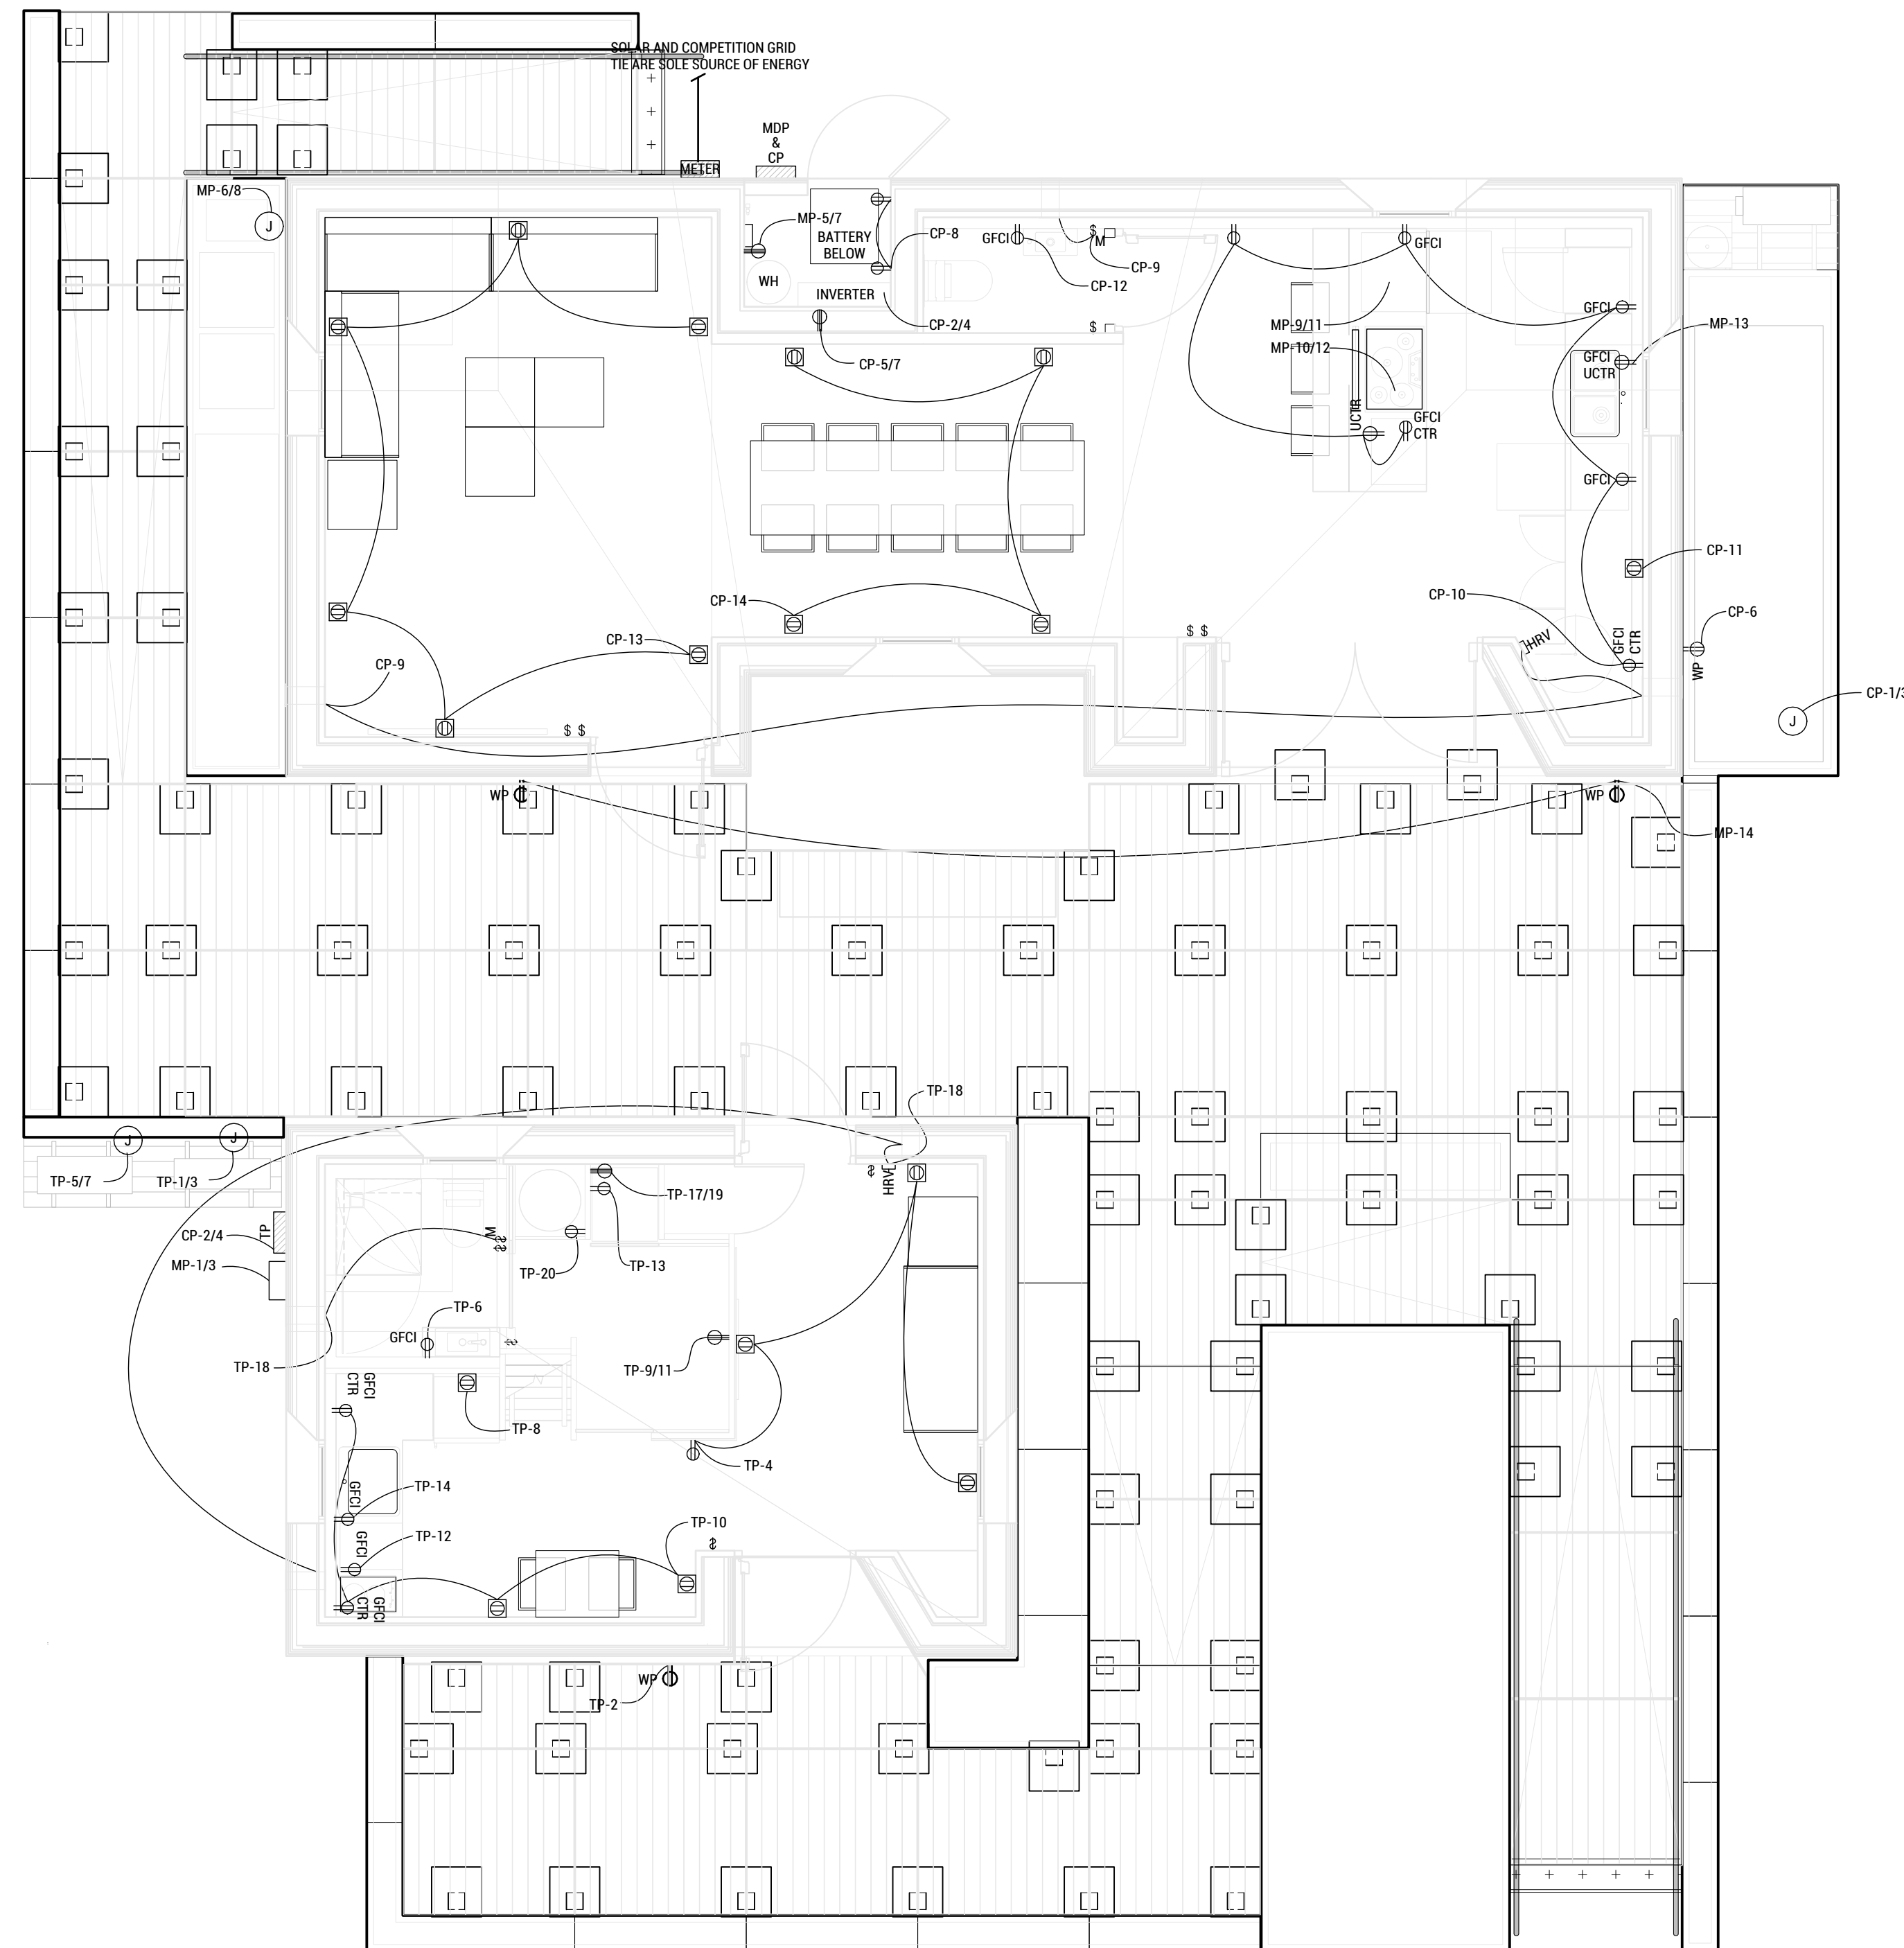 SOLAR AND COMPETITION GRID
TIE ARE SOLE SOURCE OF ENERGY
MDP
&
CP
METER
MP-6/8
J
MP-5/7
BATTERY
BELOW
CP-8
GFCI
$
M
GFCI
CP-9
WH
CP-12
INVERTER
GFCI
CP-2/4
$
MP-9/11
MP-13
MP-10/12
GFCI
UCTR
CP-5/7
UCTR
GFCI
CTR
GFCI
CP-11
CP-10
CP-14
CP-6
$ $
CP-13
HRV
GFCI
CTR
CP-9
WP
CP-1/3
J
$ $
WP
WP
MP-14
TP-18
J
J
$
HRV
TP-5/7
TP-1/3
TP-17/19
CP-2/4
TP
M
$
$
MP-1/3
TP-20
TP-13
TP-6
GFCI
$
TP-18
TP-9/11
GFCI
CTR
TP-8
TP-4
GFCI
TP-14
TP-10
GFCI
TP-12
$
GFCI
CTR
WP
TP-2